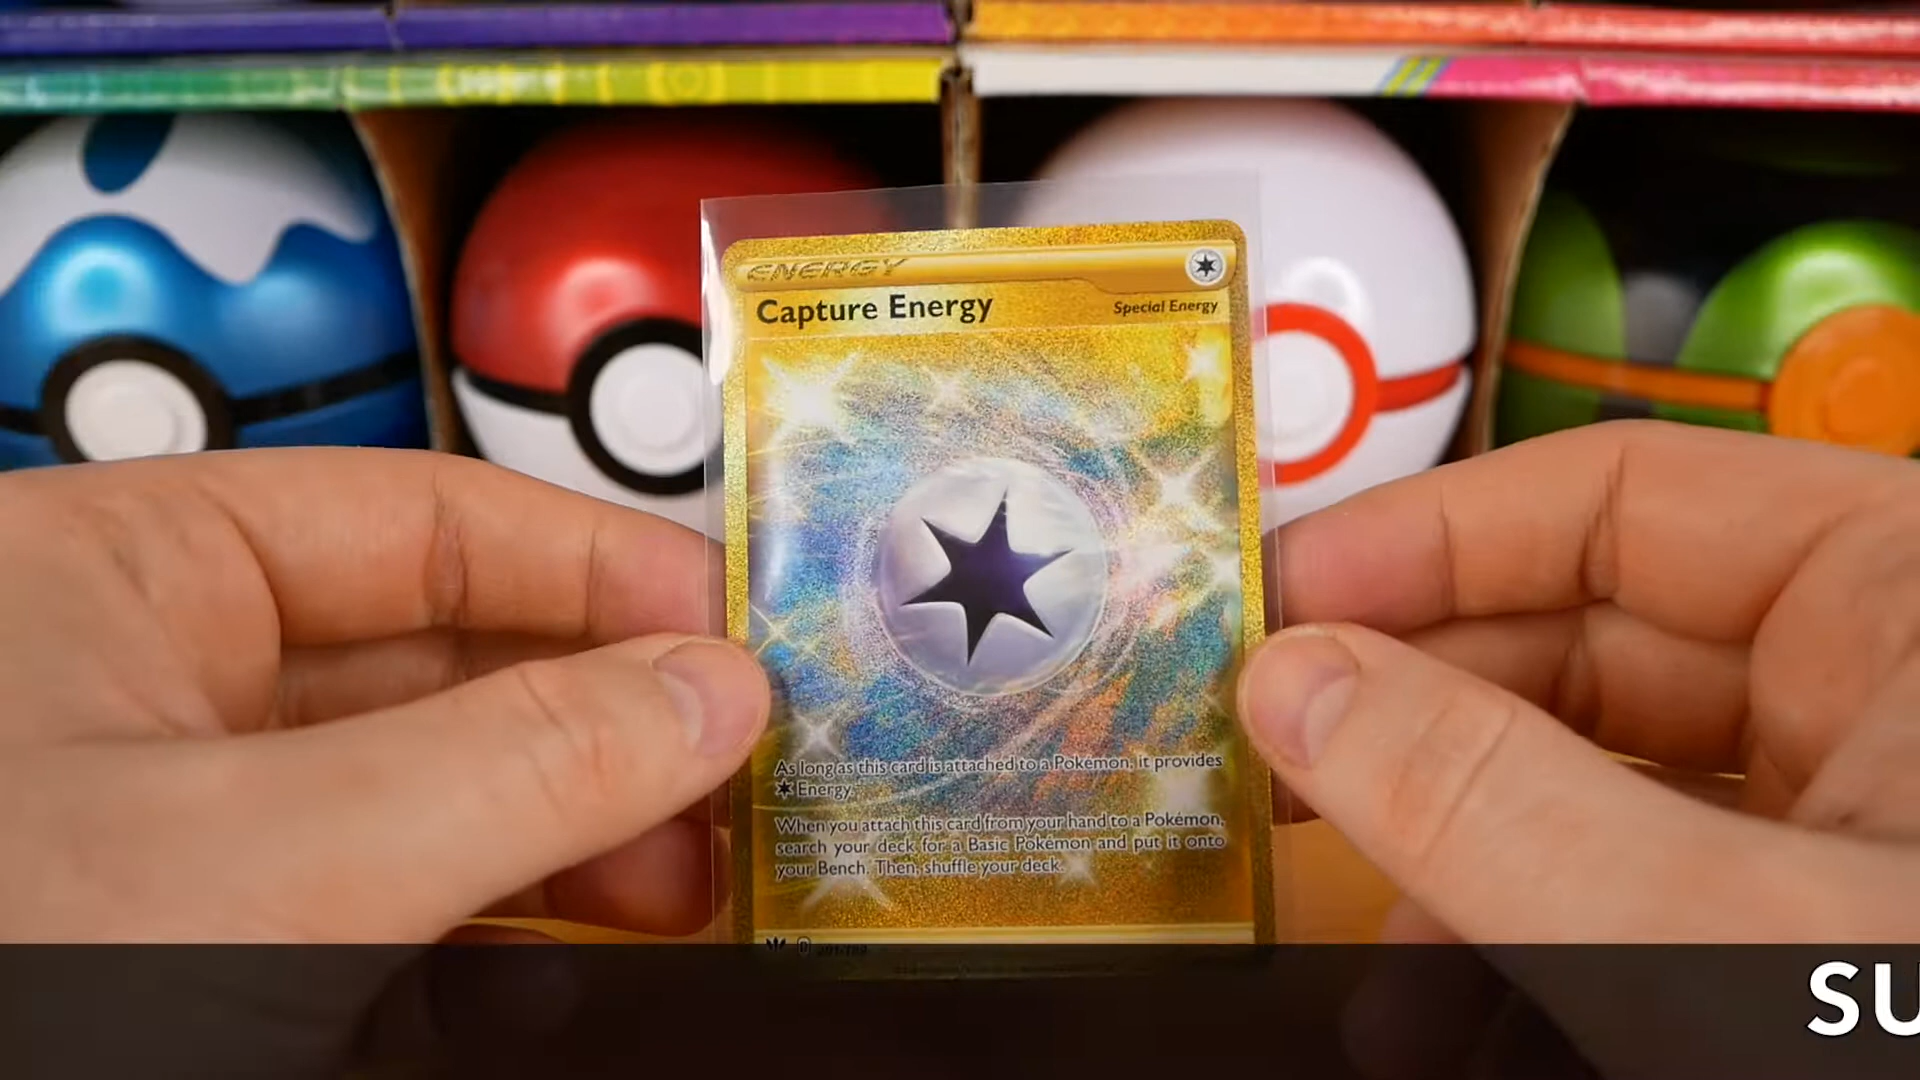 ENERGY
Capture Energy
Special Energy
As long as this card is attached to a Pokémon, it provides
Energy.
When you attach this card from your hand to a Pokémon,
search your deck for a Basic Pokémon and put it onto
your Bench. Then, shuffle your deck.
SU